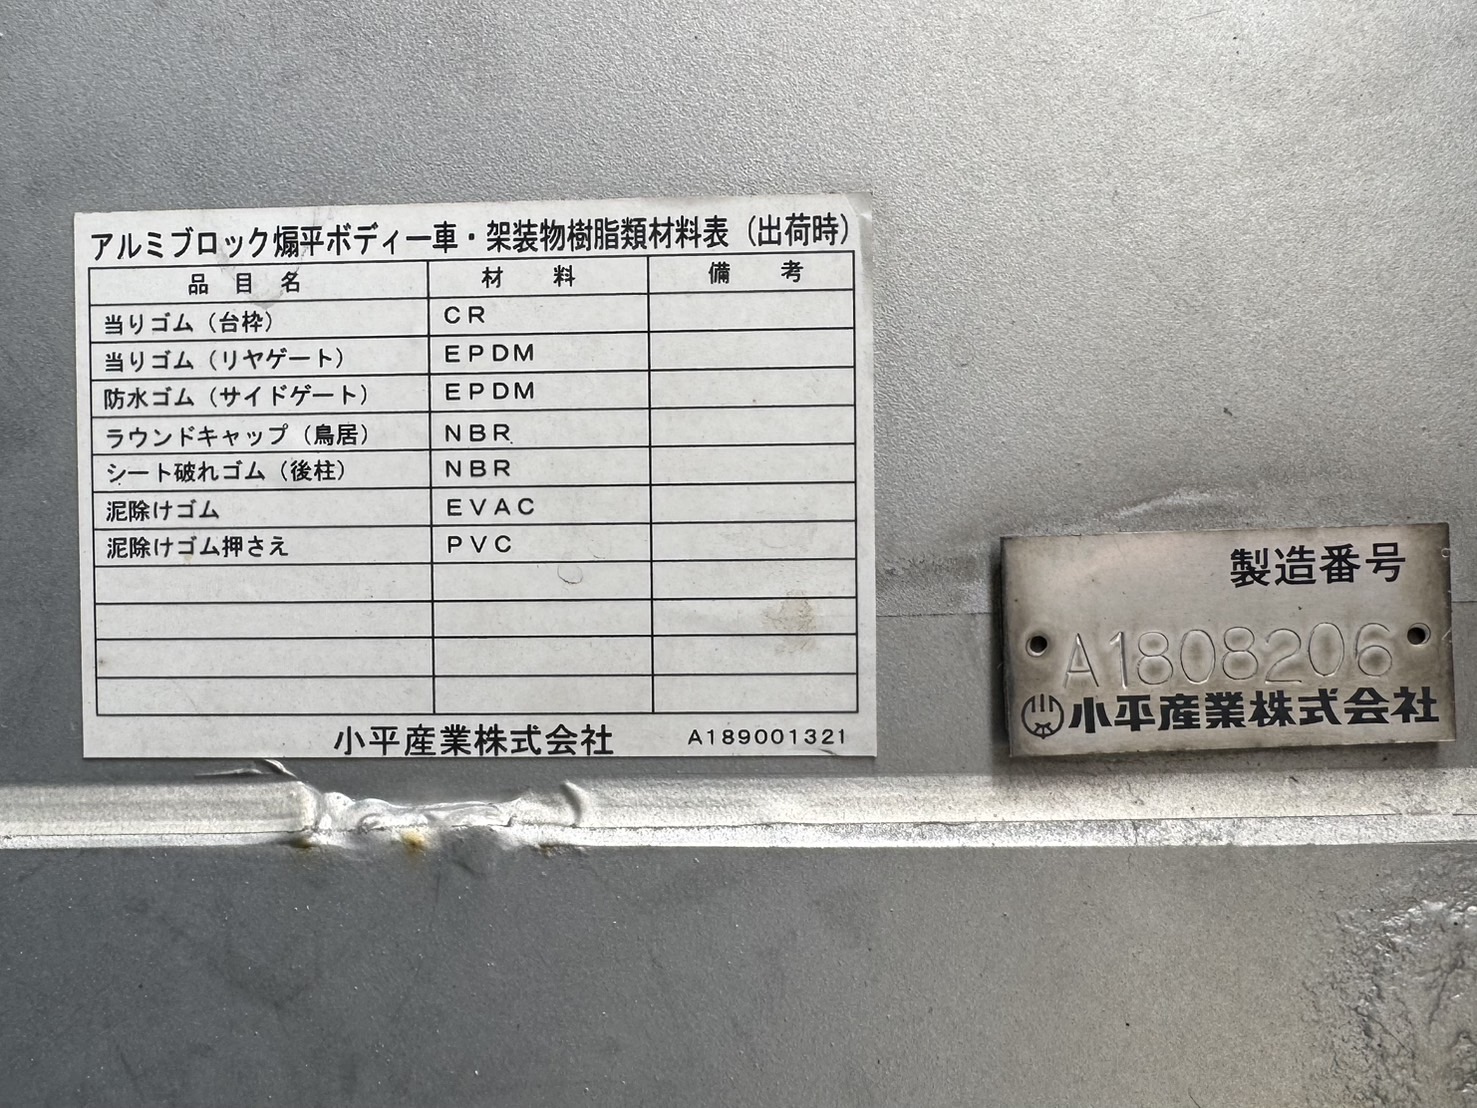 アルミブロック煽平ボディー車・架装物樹脂類材料表（出荷時）
品目名 材料 備考
当りゴム（台枠） CR
当りゴム（リヤゲート） EPDM
防水ゴム（サイドゲート） EPDM
ラウンドキャップ（鳥居） NBR
シート破れゴム（後柱） NBR
泥除けゴム EVAC
泥除けゴム押さえ PVC
小平産業株式会社 A189001321
製造番号
A1808206
小平産業株式会社